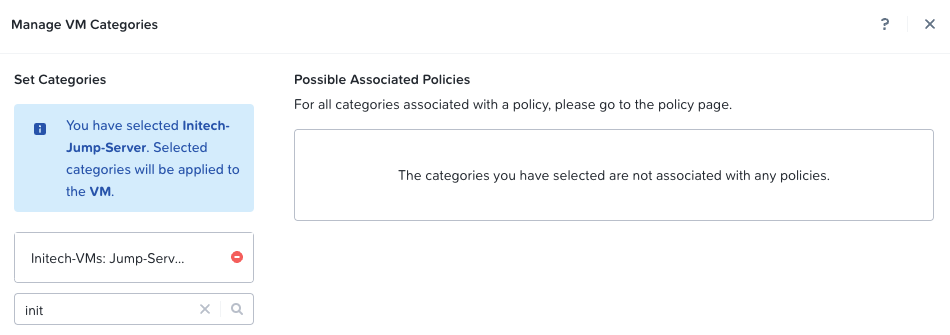 Manage VM Categories
?
Set Categories
You have selected Initech-
Jump-Server. Selected
categories will be applied to
the VM.
Initech-VMs: Jump-Serv...
init
Possible Associated Policies
For all categories associated with a policy, please go to the policy page.
The categories you have selected are not associated with any policies.